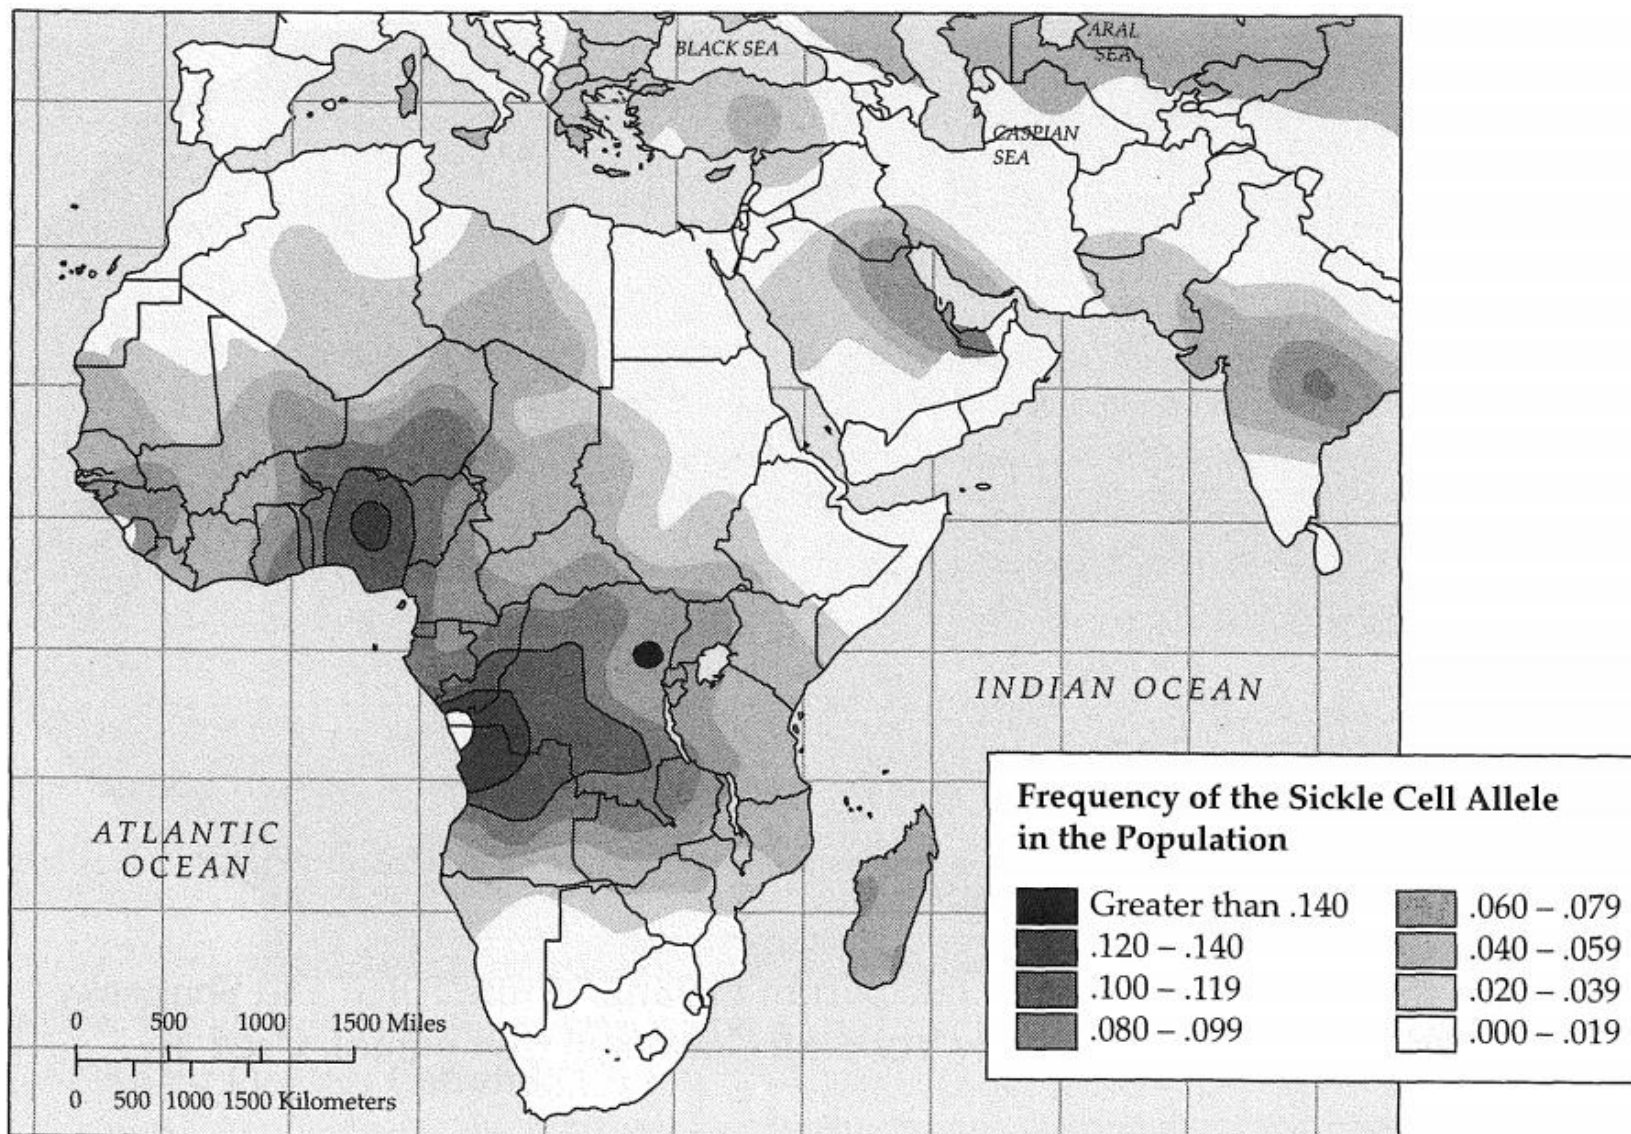 BLACK SEA
ARAL
SEA
CASPIAN
SEA
INDIAN OCEAN
ATLANTIC
OCEAN
Frequency of the Sickle Cell Allele
in the Population
Greater than .140
.120 – .140
.100 – .119
.080 – .099
.060 – .079
.040 – .059
.020 – .039
.000 – .019
0 500 1000 1500 Miles
0 500 1000 1500 Kilometers